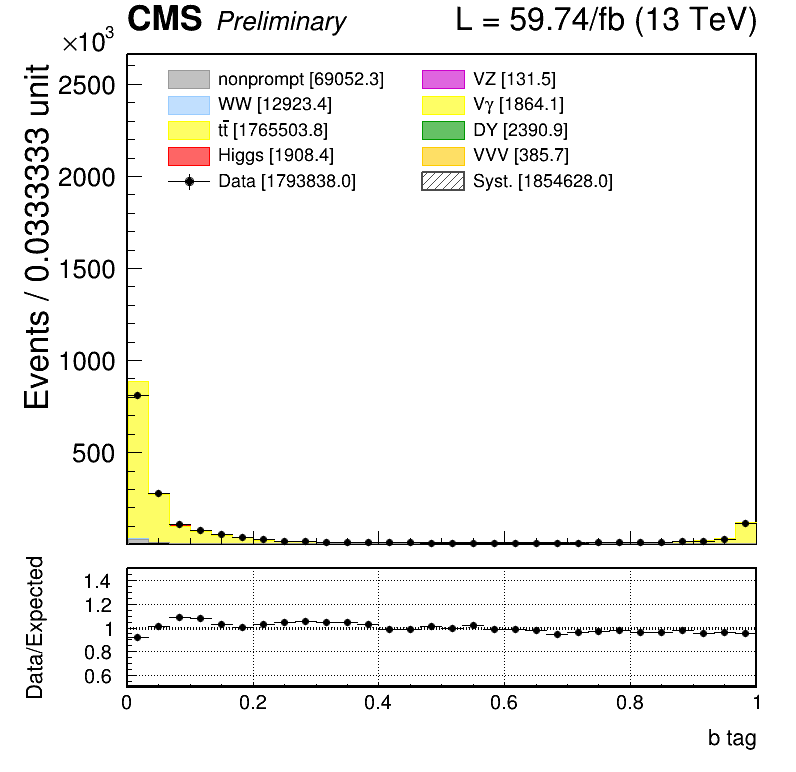 CMS Preliminary L = 59.74/fb (13 TeV)
×10³
Events / 0.0333333 unit
2500
2000
1500
1000
500
nonprompt [69052.3]
WW [12923.4]
tt̄ [1765503.8]
Higgs [1908.4]
Data [1793838.0]
VZ [131.5]
Vγ [1864.1]
DY [2390.9]
VVV [385.7]
Syst. [1854628.0]
Data/Expected
1.4
1.2
1
0.8
0.6
0 0.2 0.4 0.6 0.8 1
b tag